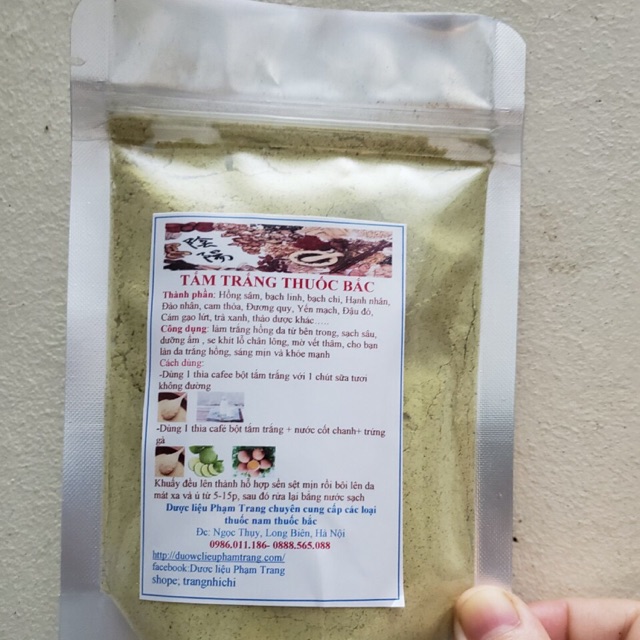 TẮM TRẮNG THUỐC BẮC
Thành phần: Hồng sâm, bạch linh, bạch chỉ, Hạnh nhân,
Đào nhân, cam thỏa, Đương quy, Yến mạch, Đậu đỏ,
Cám gạo lứt, trà xanh, thảo dược khác…..
Công dụng: làm trắng hồng da từ bên trong, sạch sâu,
dưỡng ẩm , se khít lỗ chân lông, mờ vết thâm, cho bạn
làn da trắng hồng, sáng mịn và khỏe mạnh
Cách dùng:
-Dùng 1 thìa cafee bột tắm trắng với 1 chút sữa tươi
không đường
-Dùng 1 thìa café bột tắm trắng + nước cốt chanh+ trứng
gà
Khuấy đều lên thành hỗ hợp sền sệt mịn rồi bôi lên da
mát xa và ủ từ 5-15p, sau đó rửa lại bằng nước sạch
Dược liệu Phạm Trang chuyên cung cấp các loại
thuốc nam thuốc bắc
Đc: Ngọc Thụy, Long Biên, Hà Nội
0986.011.186- 0888.565.088
http://duowclieuphamtrang.com/
facebook:Dược liệu Phạm Trang
shope; trangnhichi